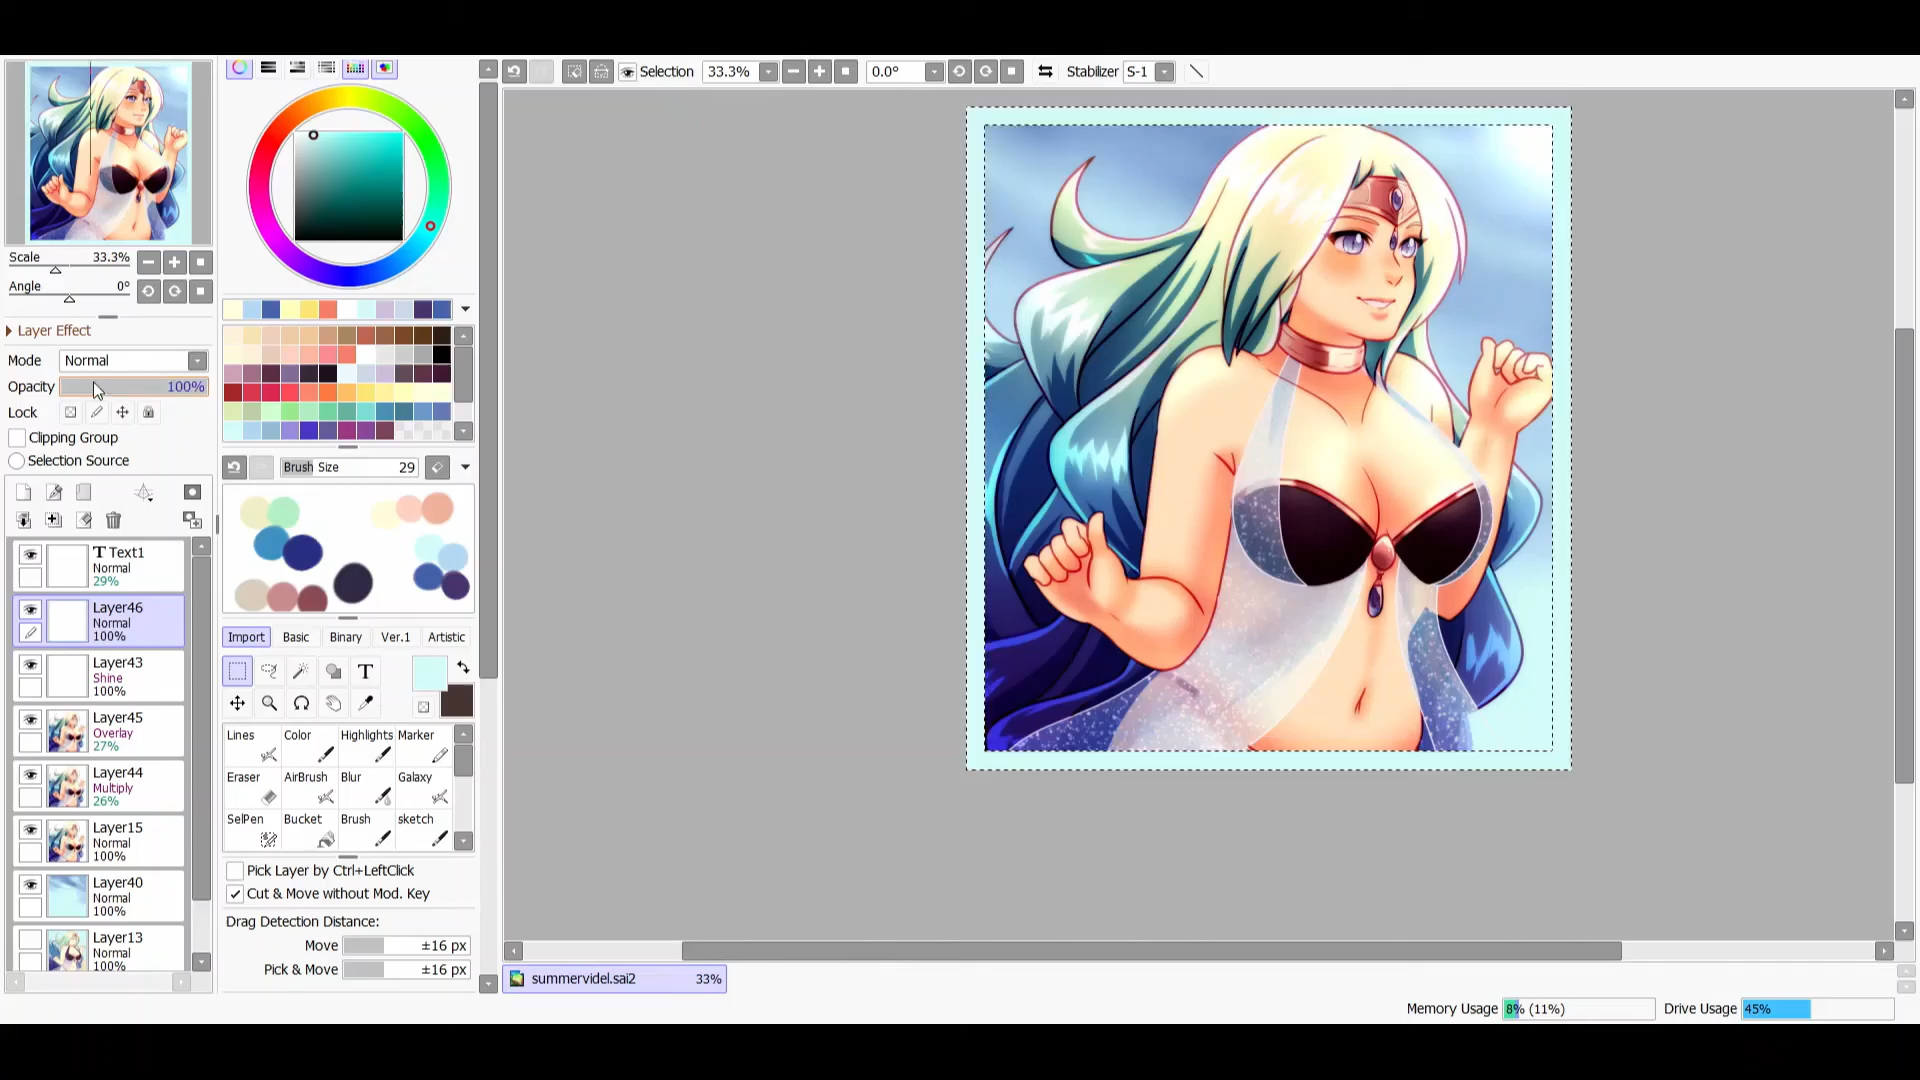 Selection 33.3% 0.0° Stabilizer S-1
Scale 33.3%
Angle 0°
Layer Effect
Mode Normal
Opacity 100%
Lock
Clipping Group
Selection Source
T Text1
Normal
29%
Layer46
Normal
100%
Layer43
Shine
100%
Layer45
Overlay
27%
Layer44
Multiply
26%
Layer15
Normal
100%
Layer40
Normal
100%
Layer13
Normal
100%
Brush Size 29
Import Basic Binary Ver.1 Artistic
T
Lines Color Highlights Marker
Eraser AirBrush Blur Galaxy
SelPen Bucket Brush sketch
Pick Layer by Ctrl+LeftClick
Cut & Move without Mod. Key
Drag Detection Distance:
Move ±16 px
Pick & Move ±16 px
summervidel.sai2 33%
Memory Usage 8% (11%) Drive Usage 45%